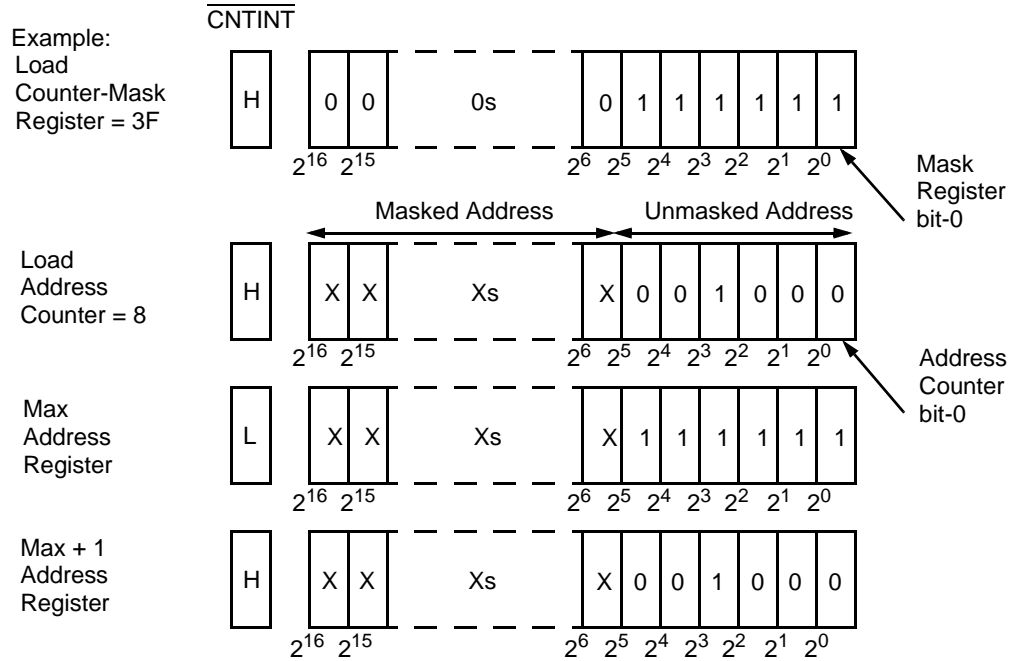 CNTINT
Example:
Load
Counter-Mask
Register = 3F
H 0 0 0s 0 1 1 1 1 1 1
2^16 2^15 2^6 2^5 2^4 2^3 2^2 2^1 2^0
Mask
Register
bit-0
Masked Address Unmasked Address
Load
Address
Counter = 8
H X X Xs X 0 0 1 0 0 0
2^16 2^15 2^6 2^5 2^4 2^3 2^2 2^1 2^0
Address
Counter
bit-0
Max
Address
Register
L X X Xs X 1 1 1 1 1 1
2^16 2^15 2^6 2^5 2^4 2^3 2^2 2^1 2^0
Max + 1
Address
Register
H X X Xs X 0 0 1 0 0 0
2^16 2^15 2^6 2^5 2^4 2^3 2^2 2^1 2^0